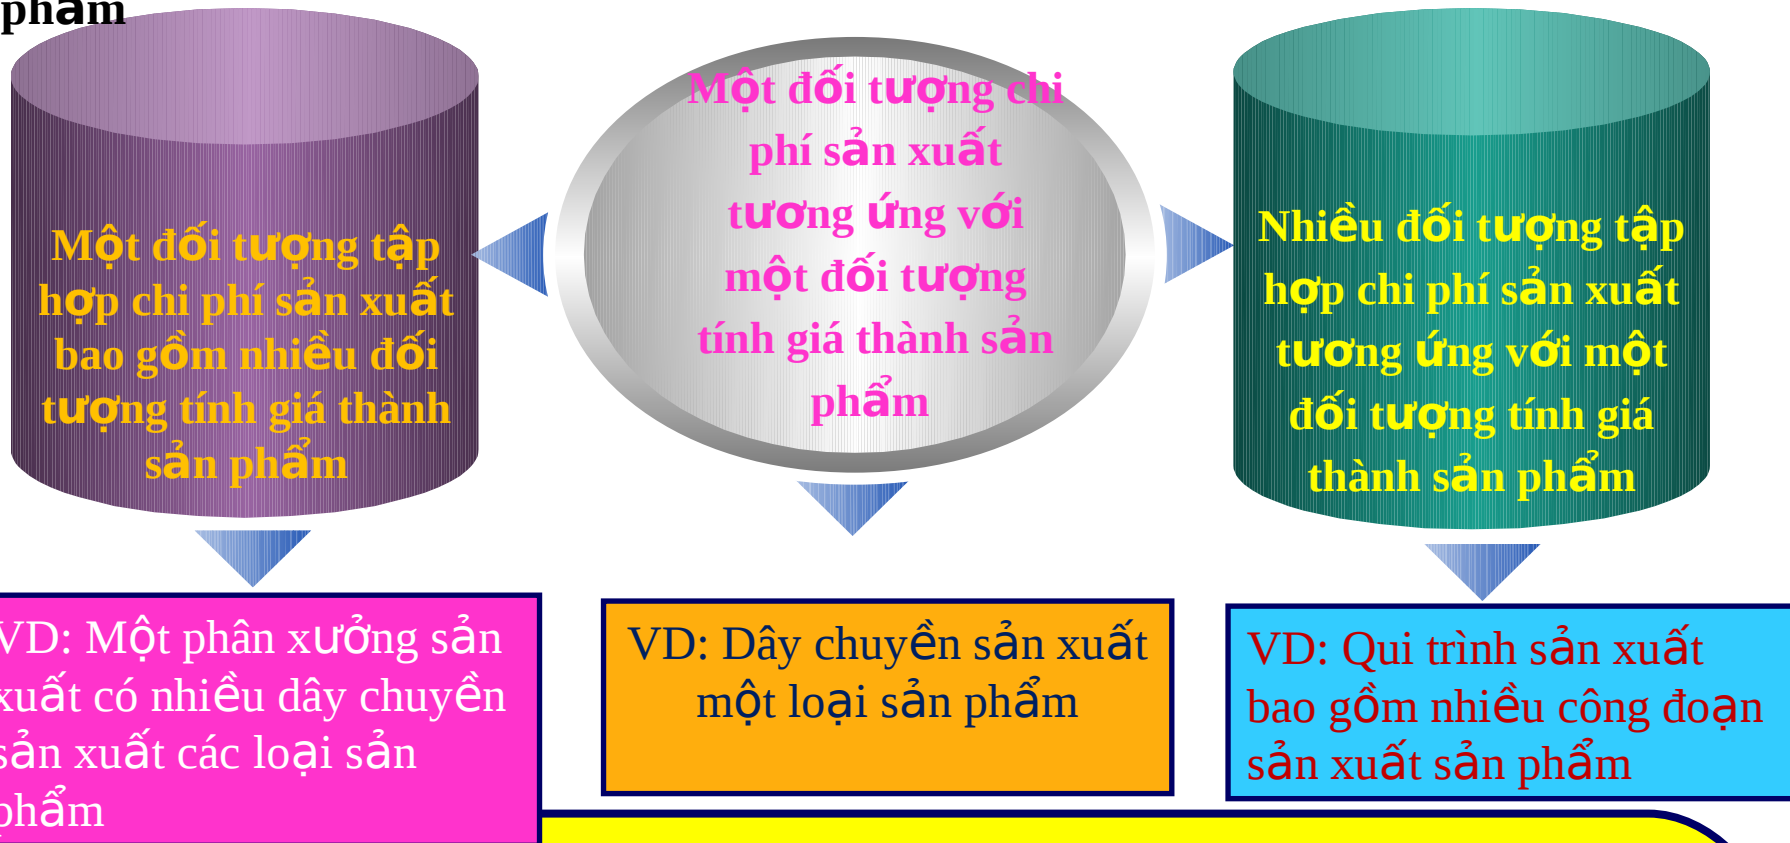 phẩm
Một đối tượng tập
hợp chi phí sản xuất
bao gồm nhiều đối
tượng tính giá thành
sản phẩm
Một đối tượng chi
phí sản xuất
tương ứng với
một đối tượng
tính giá thành sản
phẩm
Nhiều đối tượng tập
hợp chi phí sản xuất
tương ứng với một
đối tượng tính giá
thành sản phẩm
VD: Một phân xưởng sản
xuất có nhiều dây chuyền
sản xuất các loại sản
phẩm
VD: Dây chuyền sản xuất
một loại sản phẩm
VD: Qui trình sản xuất
bao gồm nhiều công đoạn
sản xuất sản phẩm